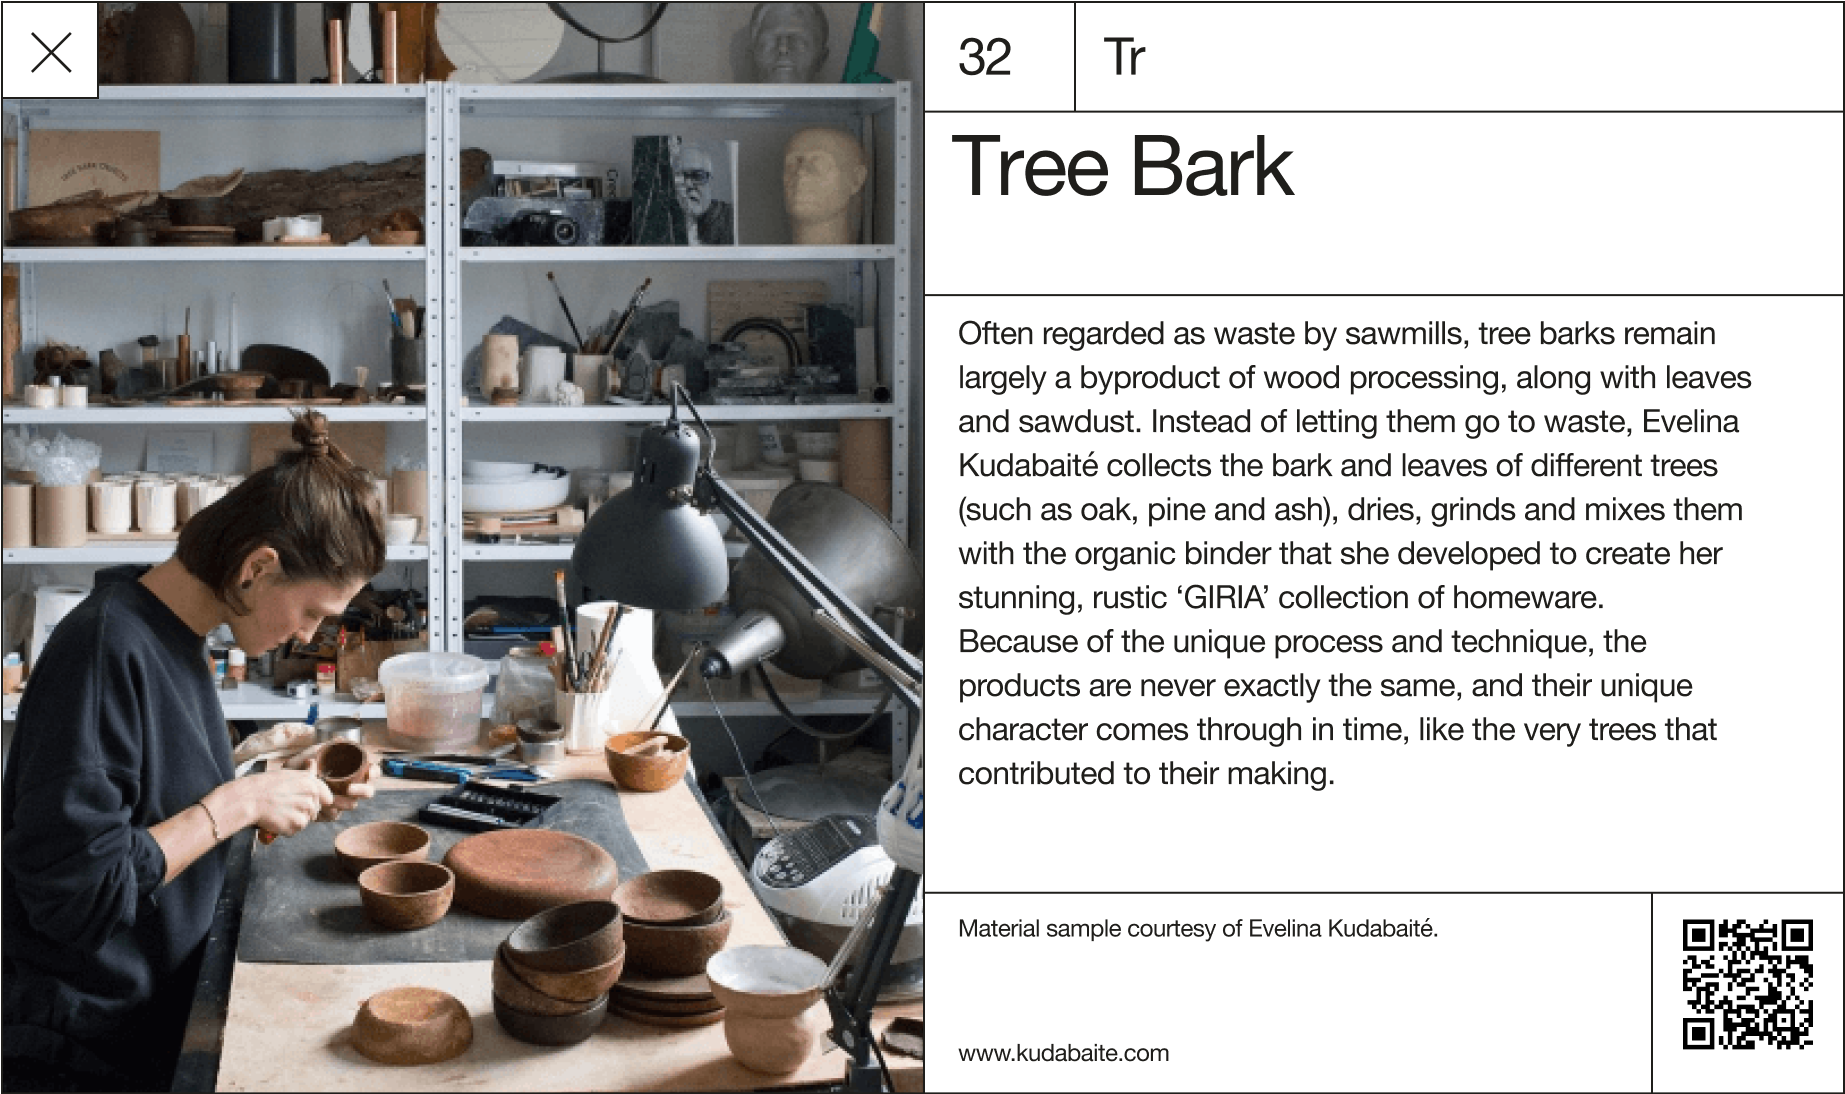 32
Tr
Tree Bark
TREE BARK OBJECTS
Often regarded as waste by sawmills, tree barks remain
largely a byproduct of wood processing, along with leaves
and sawdust. Instead of letting them go to waste, Evelina
Kudabaité collects the bark and leaves of different trees
(such as oak, pine and ash), dries, grinds and mixes them
with the organic binder that she developed to create her
stunning, rustic ‘GIRIA’ collection of homeware.
Because of the unique process and technique, the
products are never exactly the same, and their unique
character comes through in time, like the very trees that
contributed to their making.
Material sample courtesy of Evelina Kudabaité.
www.kudabaite.com